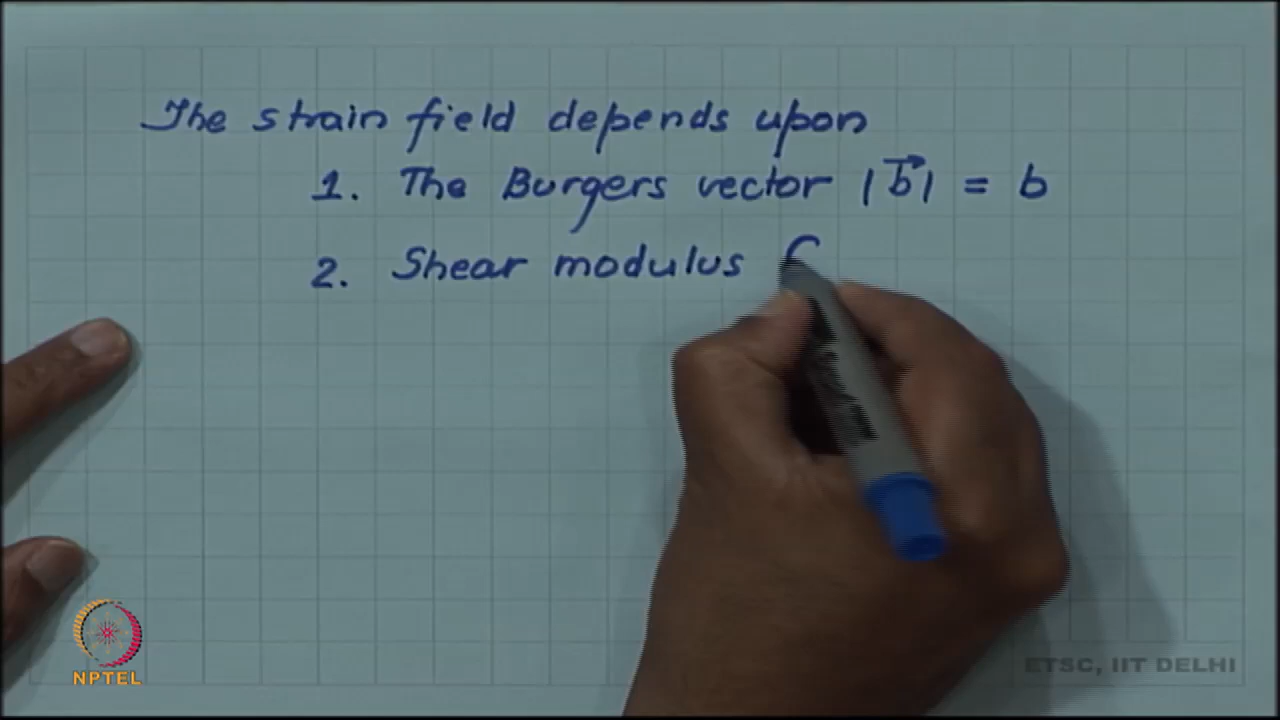 The strain field depends upon
1. The Burgers vector |b⃗| = b
2. Shear modulus
NPTEL
ETSC, IIT DELHI